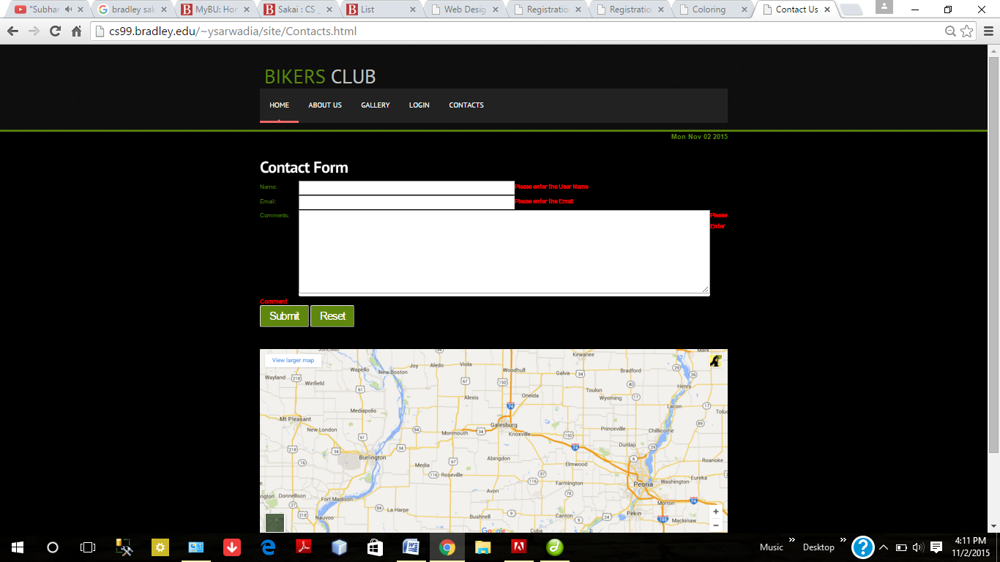 "Subhar
bradley sak
MyBU: Hor
Sakai : CS
List
Web Desig
Registratio
Registratio
Coloring
Contact Us
cs99.bradley.edu/~ysarwadia/site/Contacts.html
BIKERS CLUB
HOME ABOUT US GALLERY LOGIN CONTACTS
Mon Nov 02 2015
Contact Form
Name: Please enter the User Name
Email: Please enter the Email
Comments: Please
Enter
Comment
Submit Reset
View larger map
Kewanee
Mark
Wapello
New Boston
Joy
Aledo
Viola
Woodhull
Galva
Bradford
Henry
Wayland
Winfield
Alexis
Oneida
Toulon
Wyoming
Lacon
Toluc
Mediapolis
Mt Pleasant
New London
Galesburg
Monmouth
Knoxville
Princeville
Chillicothe
Dunlap
Burlington
Media
Roseville
Abingdon
Elmwood
Roanoke
Peoria
Washington
Eureka
Farmington
Avon
Morton
Donnellson
Fort Madison
La Harpe
Nauvoo
Bushnell
Canton
Pekin
Mackinaw
Cuba
Google
Music
Desktop
4:11 PM
11/2/2015